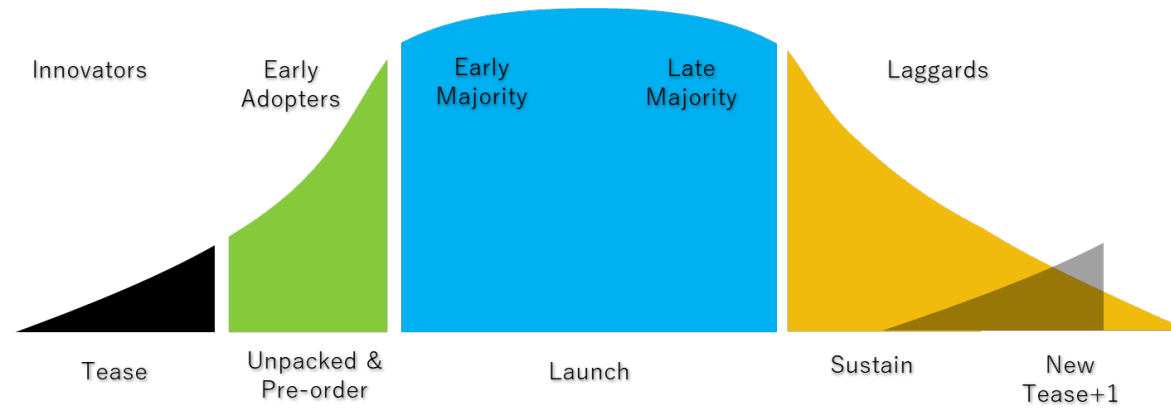 Innovators
Early
Adopters
Early
Majority
Late
Majority
Laggards
Tease
Unpacked &
Pre-order
Launch
Sustain
New
Tease+1